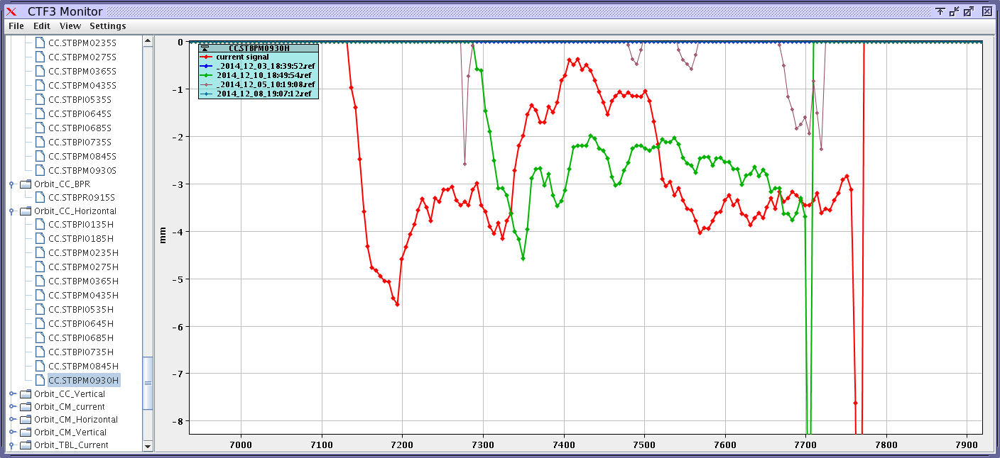 CTF3 Monitor
File Edit View Settings
CC.STBPM0235S
CC.STBPM0275S
CC.STBPM0365S
CC.STBPM0435S
CC.STBPI0535S
CC.STBPI0645S
CC.STBPI0685S
CC.STBPI0735S
CC.STBPM0845S
CC.STBPM0930S
Orbit_CC_BPR
CC.STBPR0915S
Orbit_CC_Horizontal
CC.STBPI0135H
CC.STBPI0185H
CC.STBPM0235H
CC.STBPM0275H
CC.STBPM0365H
CC.STBPM0435H
CC.STBPI0535H
CC.STBPI0645H
CC.STBPI0685H
CC.STBPI0735H
CC.STBPM0845H
CC.STBPM0930H
Orbit_CC_Vertical
Orbit_CM_current
Orbit_CM_Horizontal
Orbit_CM_Vertical
Orbit_TBL_Current
CC.STBPM0930H
current signal
_2014_12_03_18:39:52.ref
2014_12_10_18:49:54.ref
_2014_12_05_10:19:08.ref
2014_12_08_19:07:12.ref
mm
0
-1
-2
-3
-4
-5
-6
-7
-8
7000 7100 7200 7300 7400 7500 7600 7700 7800 7900